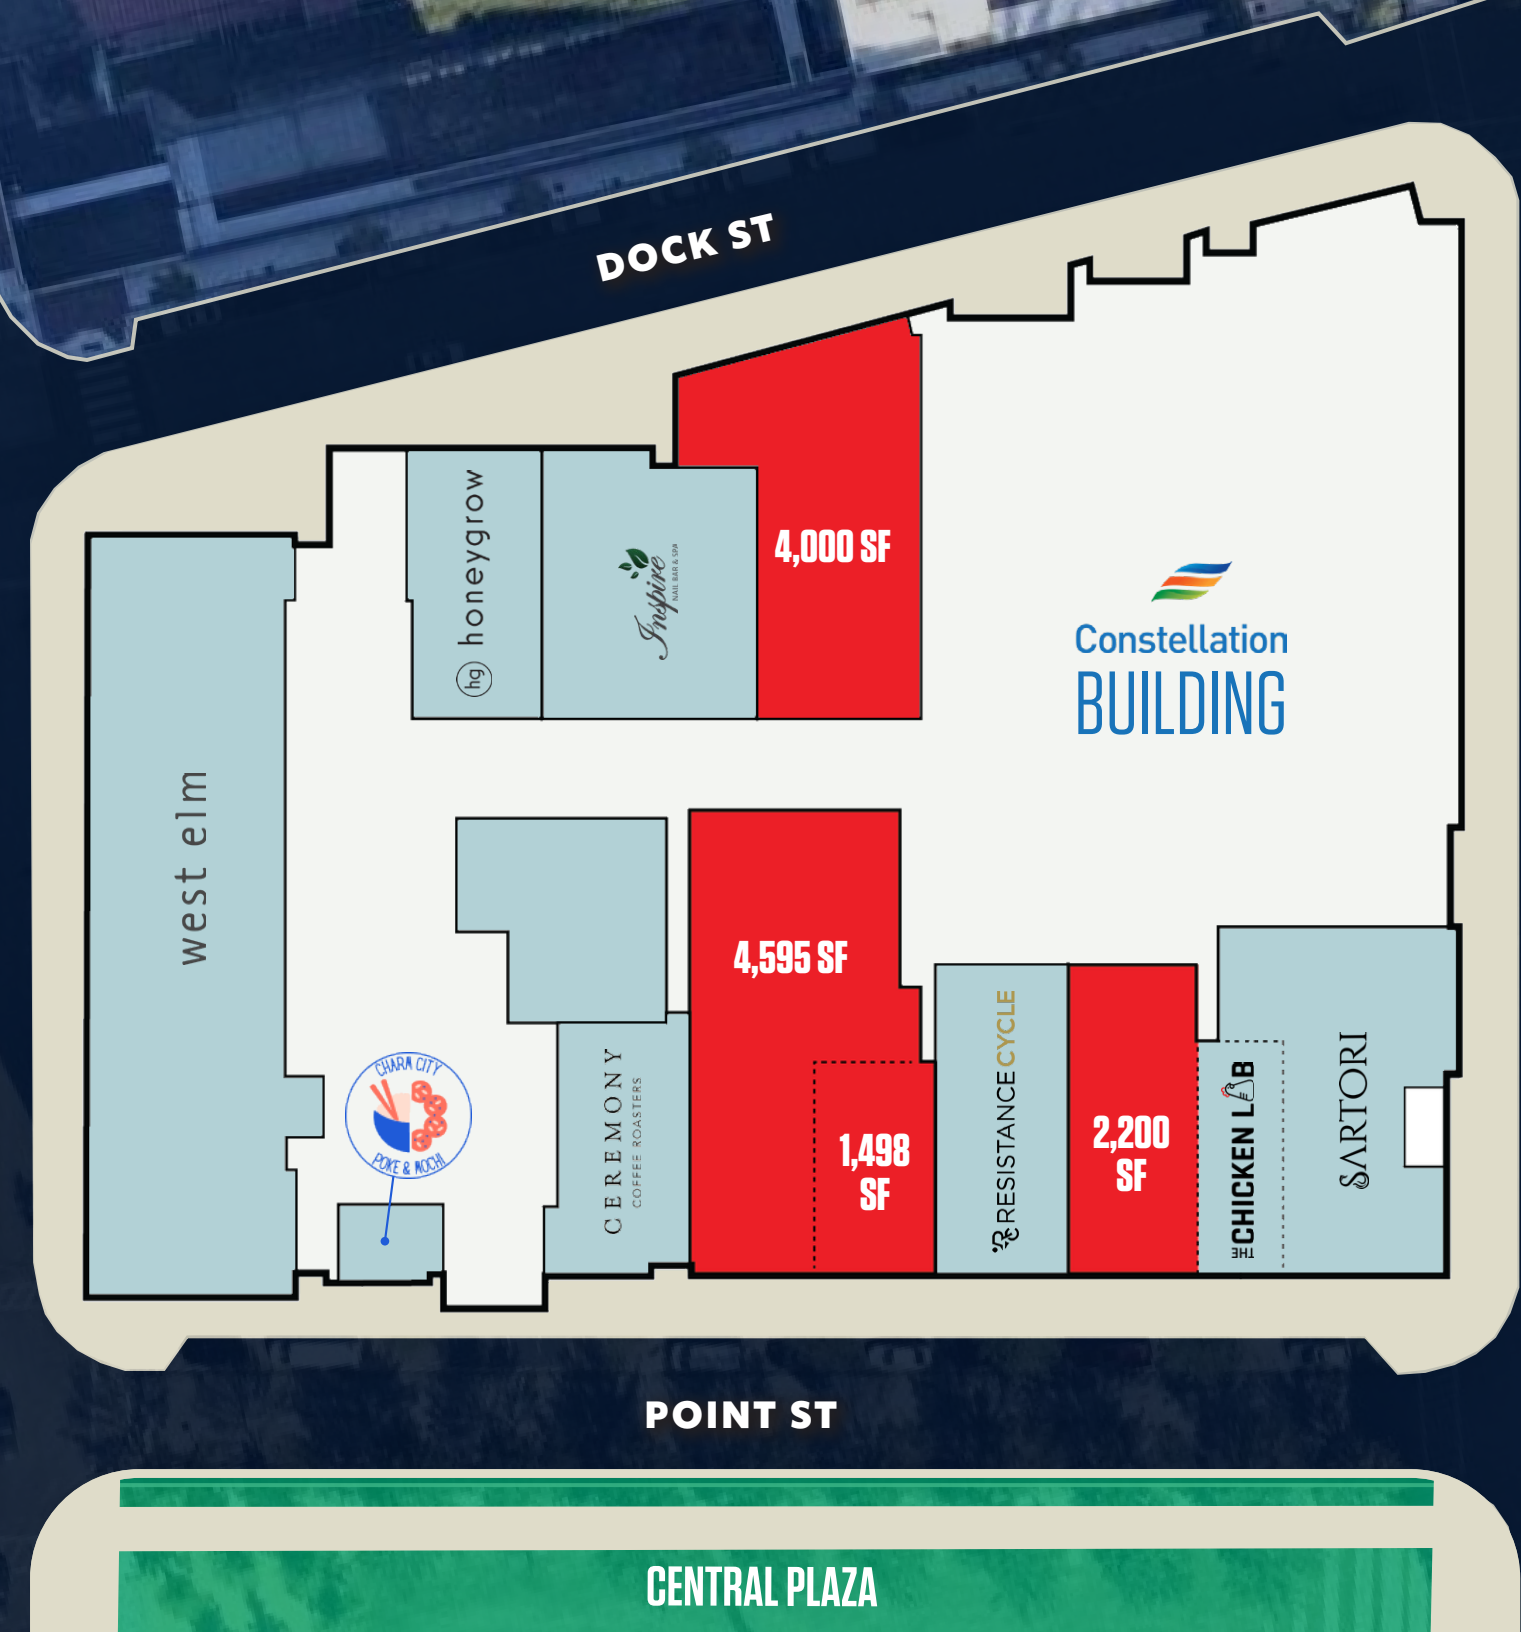 DOCK ST
hg honeygrow
Inspire
NAIL BAR & SPA
4,000 SF
Constellation
BUILDING
west elm
4,595 SF
CHARM CITY
POKE & MOCHI
CEREMONY
COFFEE ROASTERS
1,498
SF
RC RESISTANCE CYCLE
2,200
SF
THE CHICKEN LAB
SARTORI
POINT ST
CENTRAL PLAZA